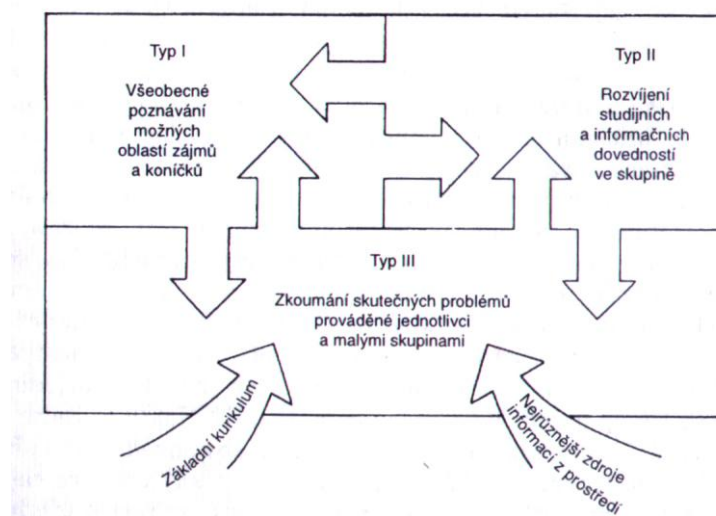 Typ I
Všeobecné
poznávání
možných
oblastí zájmů
a koníčků
Typ II
Rozvíjení
studijních
a informačních
dovedností
ve skupině
Typ III
Zkoumání skutečných problémů
prováděné jednotlivci
a malými skupinami
Základní kurikulum
Nejrůznější zdroje
informací z prostředí